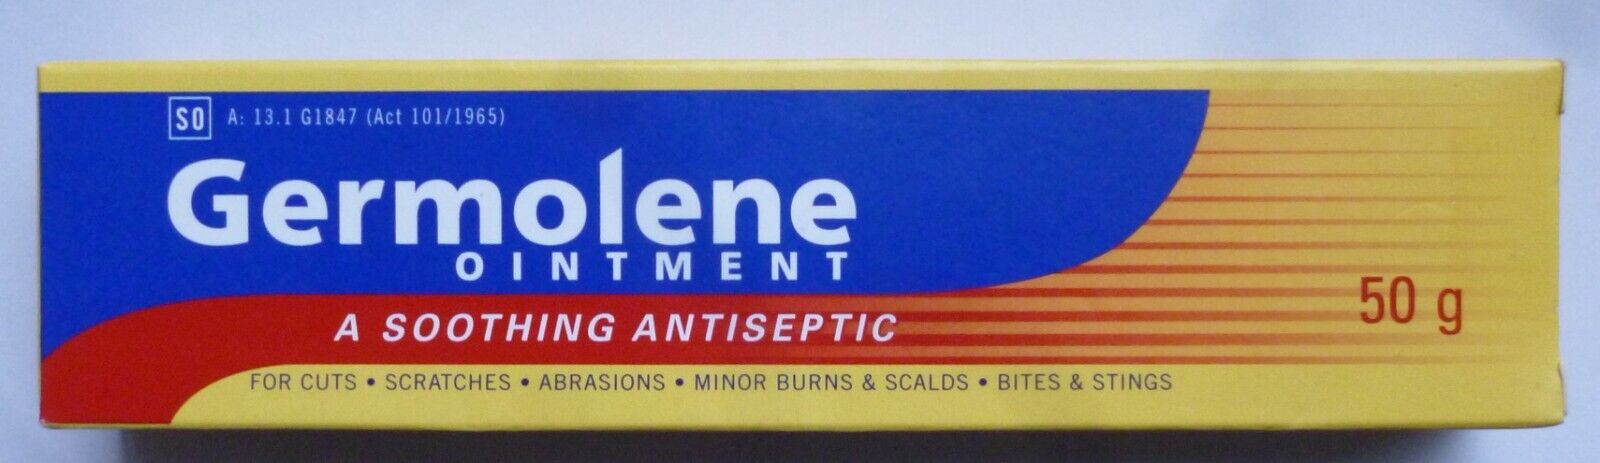 SO A: 13.1 G1847 (Act 101/1965)
Germolene
OINTMENT
A SOOTHING ANTISEPTIC
50 g
FOR CUTS • SCRATCHES • ABRASIONS • MINOR BURNS & SCALDS • BITES & STINGS